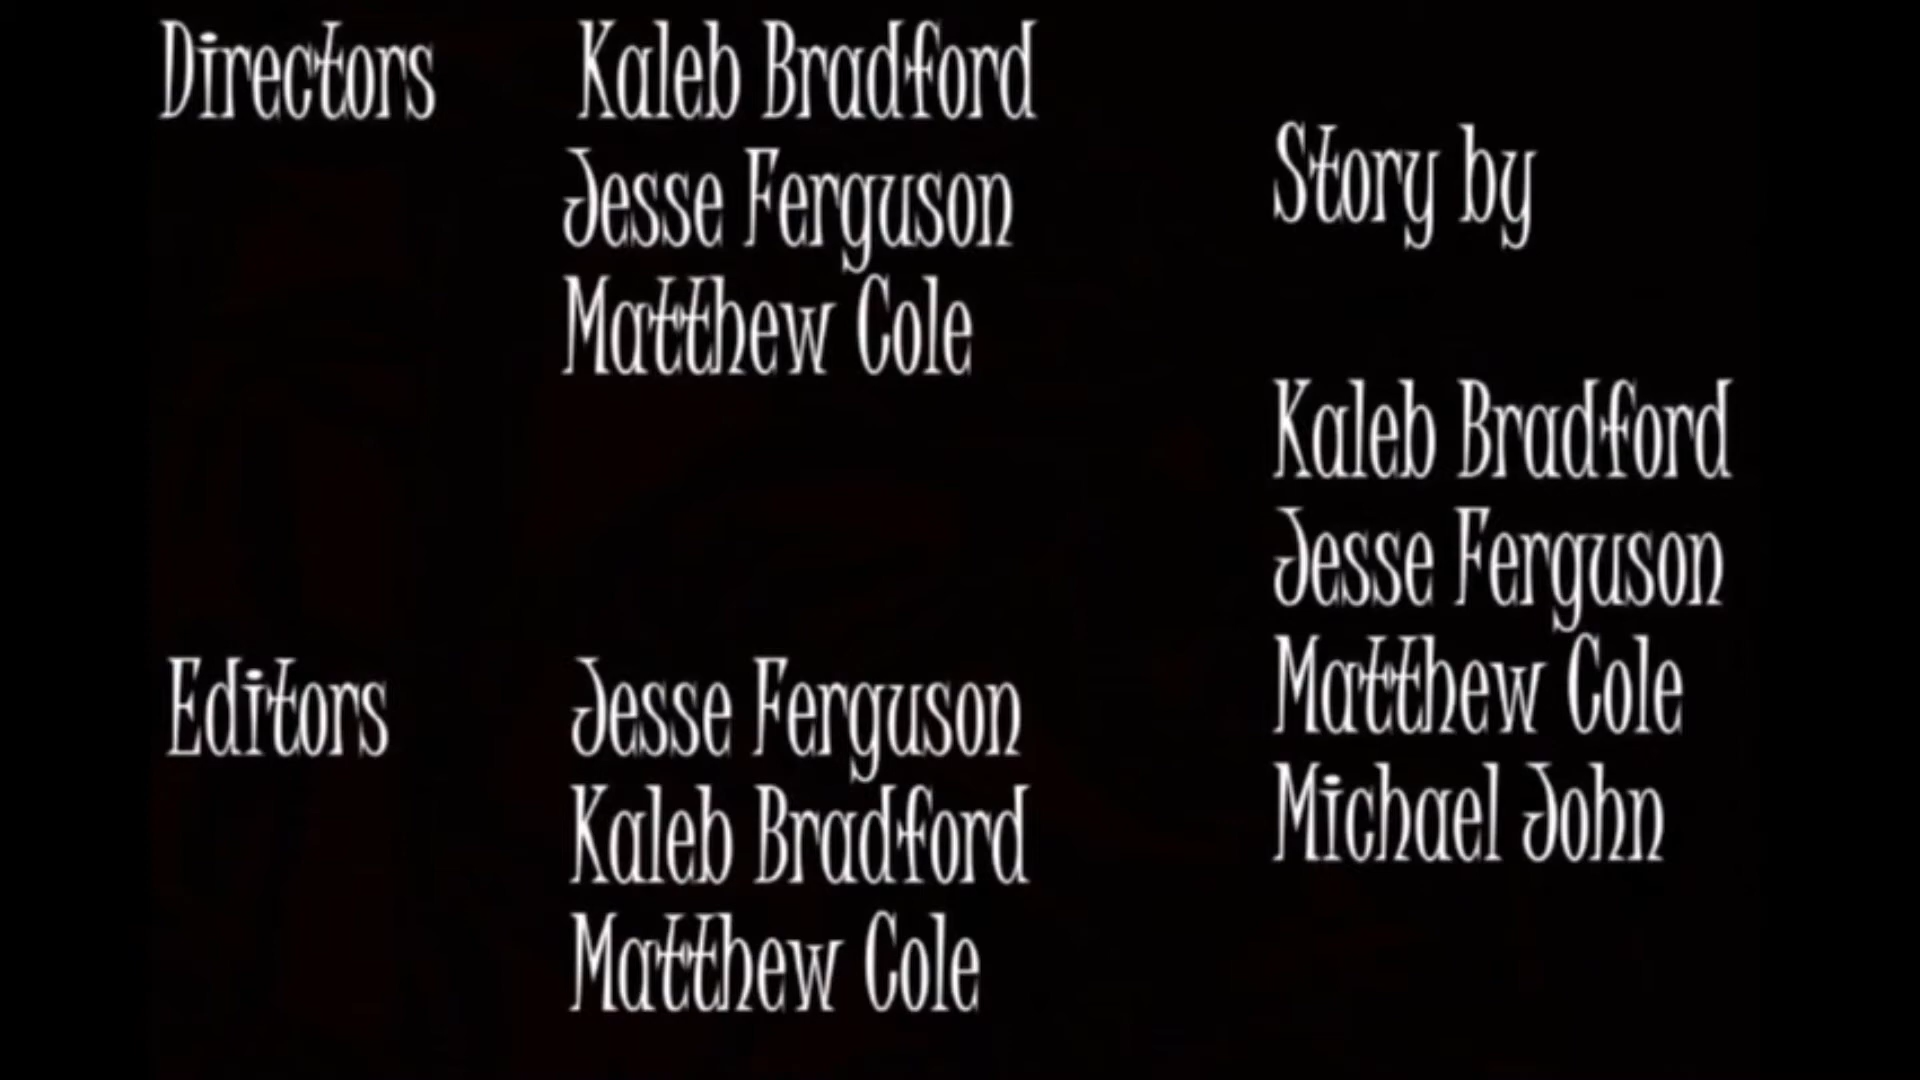 Directors
Kaleb Bradford
Jesse Ferguson
Matthew Cole
Editors
Jesse Ferguson
Kaleb Bradford
Matthew Cole
Story by
Kaleb Bradford
Jesse Ferguson
Matthew Cole
Michael John